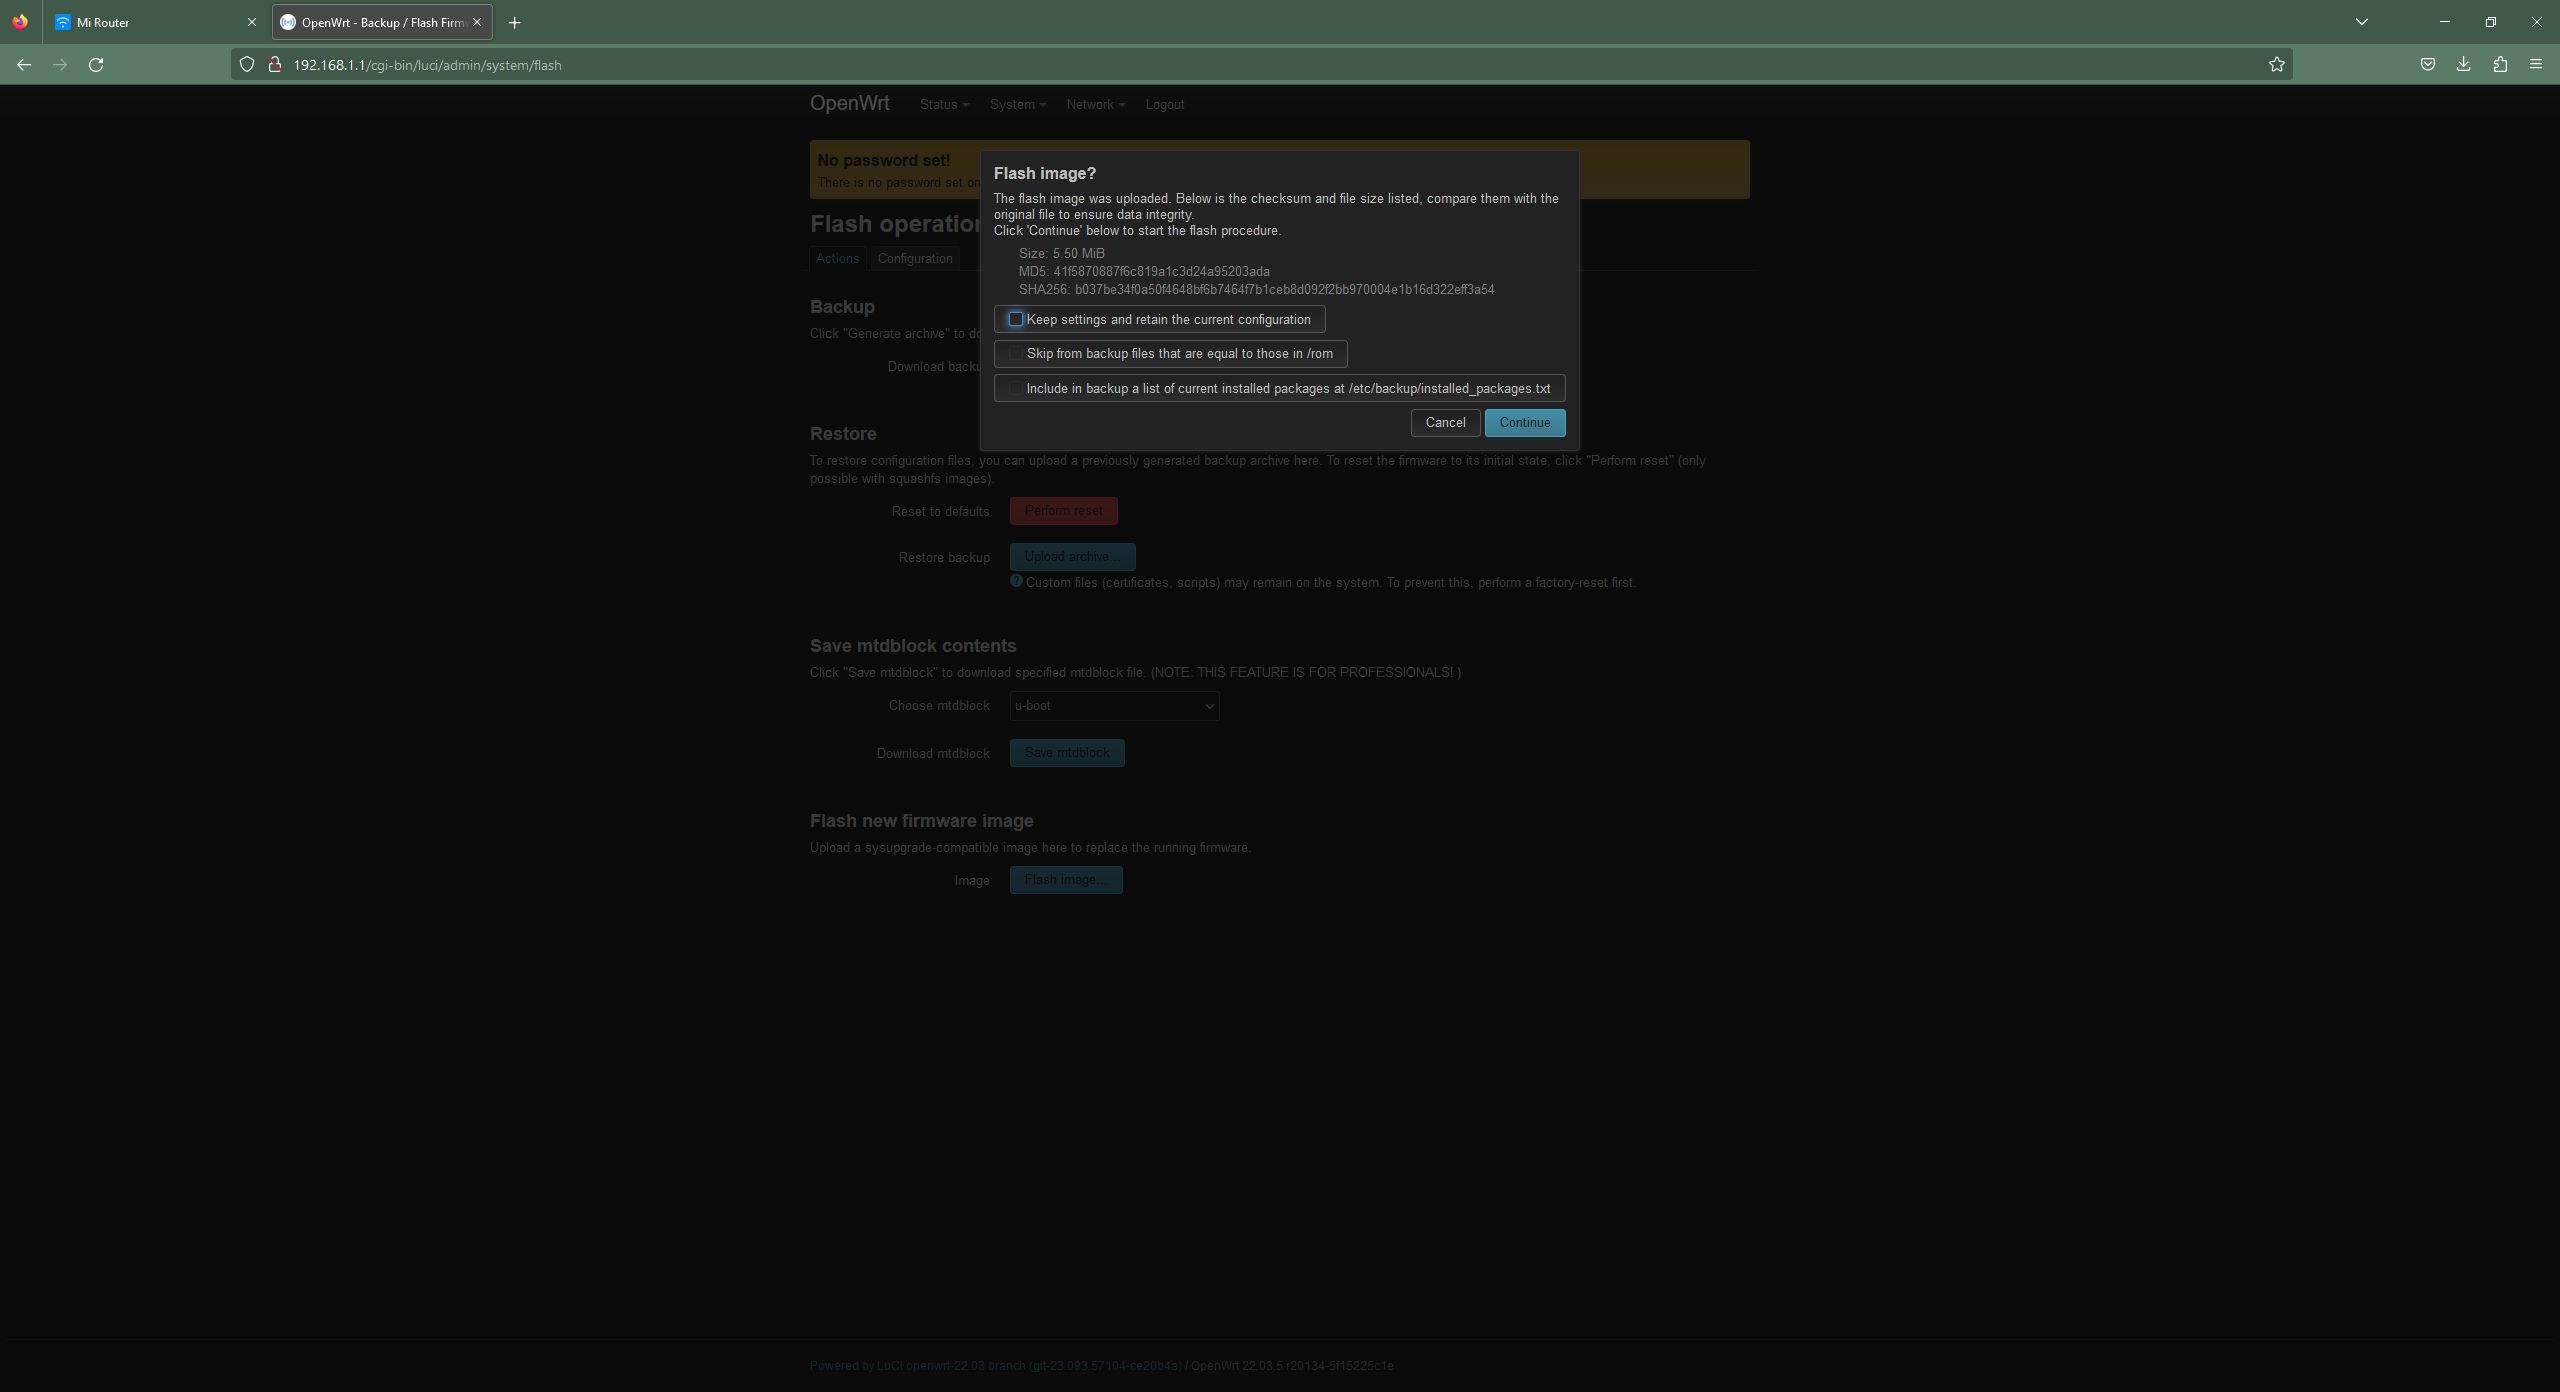 Mi Router
OpenWrt - Backup / Flash Firm
192.168.1.1/cgi-bin/luci/admin/system/flash
OpenWrt Status System Network Logout
No password set!
There is no password set on
Flash operation
Actions Configuration
Flash image?
The flash image was uploaded. Below is the checksum and file size listed, compare them with the
original file to ensure data integrity.
Click 'Continue' below to start the flash procedure.
Size: 5.50 MiB
MD5: 41f5870887f6c819a1c3d24a95203ada
SHA256: b037be34f0a50f4648bf6b7464f7b1ceb8d092f2bb970004e1b16d322eff3a54
Keep settings and retain the current configuration
Skip from backup files that are equal to those in /rom
Include in backup a list of current installed packages at /etc/backup/installed_packages.txt
Cancel Continue
Backup
Click "Generate archive" to do
Download backu
Restore
To restore configuration files, you can upload a previously generated backup archive here. To reset the firmware to its initial state, click "Perform reset" (only
possible with squashfs images).
Reset to defaults Perform reset
Restore backup Upload archive...
Custom files (certificates, scripts) may remain on the system. To prevent this, perform a factory-reset first.
Save mtdblock contents
Click "Save mtdblock" to download specified mtdblock file. (NOTE: THIS FEATURE IS FOR PROFESSIONALS! )
Choose mtdblock u-boot
Download mtdblock Save mtdblock
Flash new firmware image
Upload a sysupgrade-compatible image here to replace the running firmware.
Image Flash image...
Powered by LuCI openwrt-22.03 branch (git-23.093.57104-ce20b4a) / OpenWrt 22.03.5 r20134-5f15225c1e